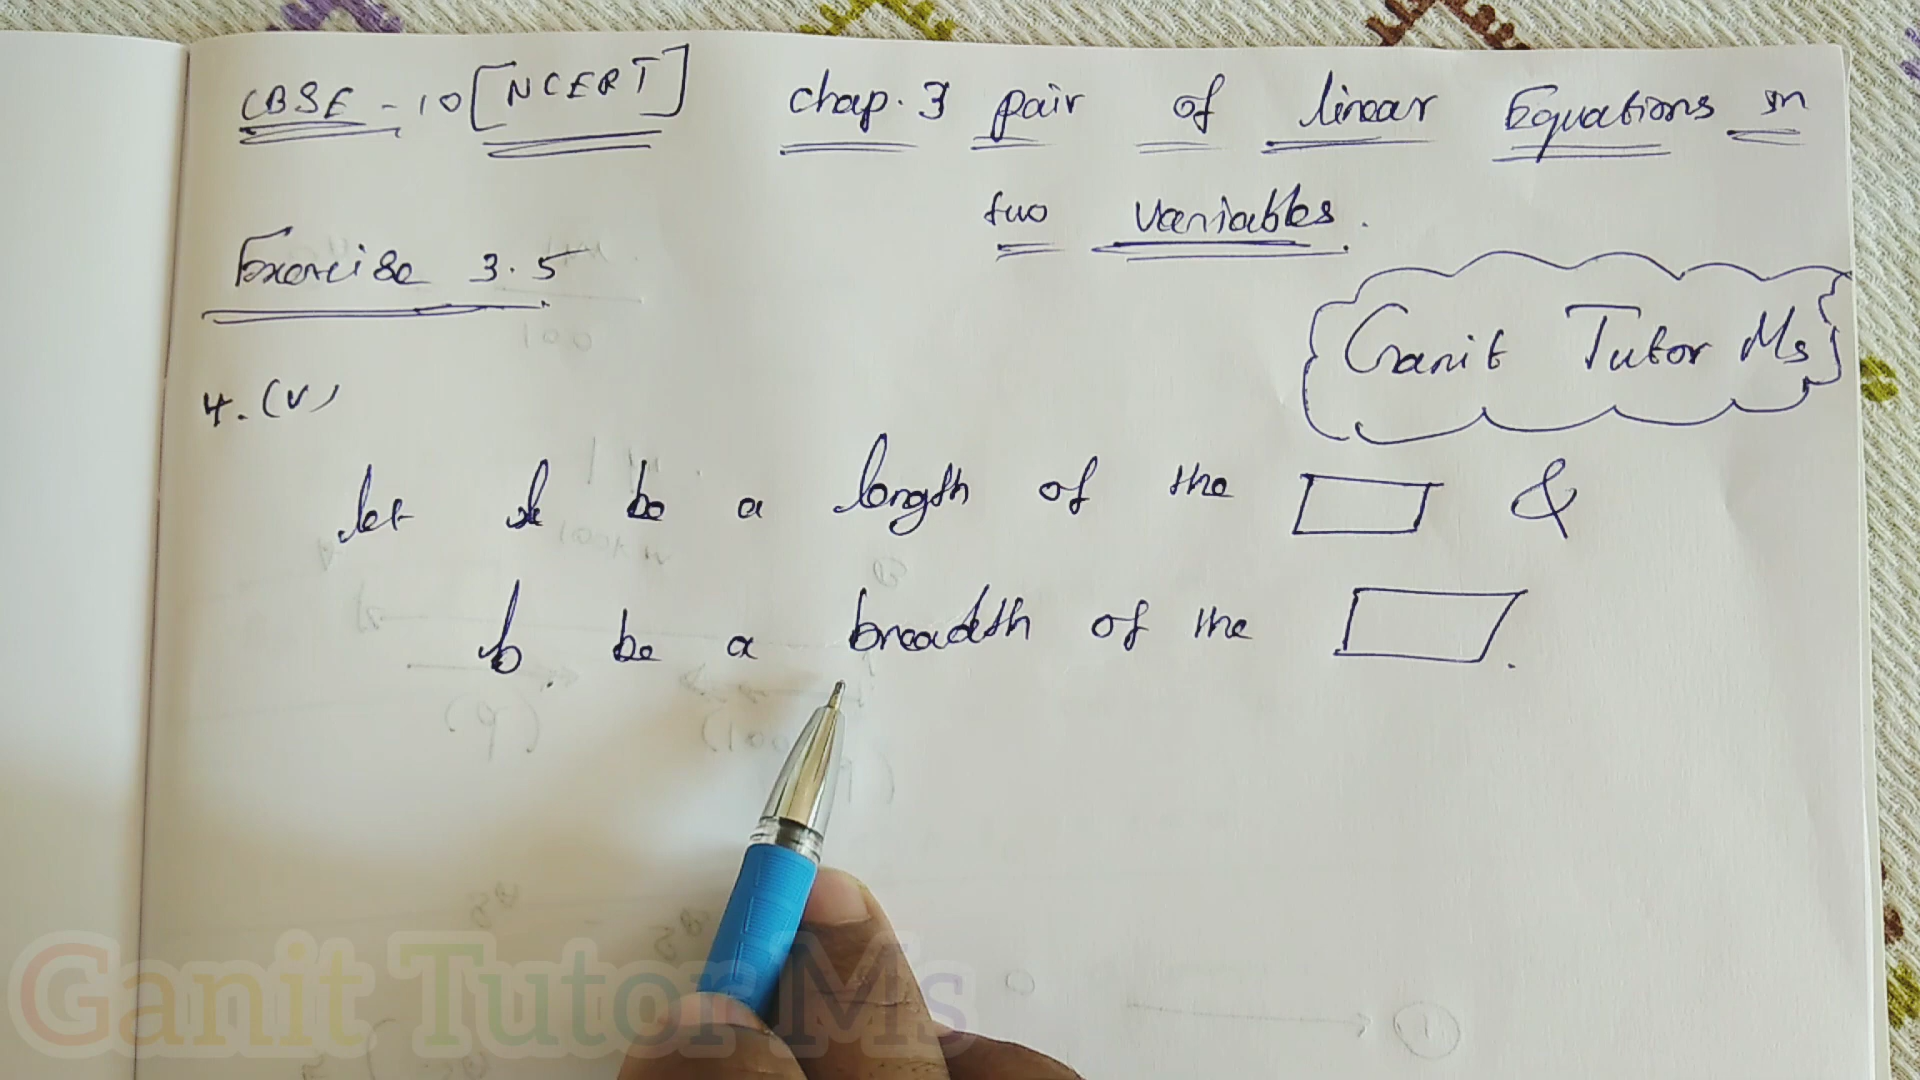 CBSE - 10 [NCERT] chap. 3 pair of linear Equations in
two variables.
Exercise 3.5
Ganit Tutor Ms
4. (v)
let l be a length of the &
b be a breadth of the .
Ganit Tutor Ms